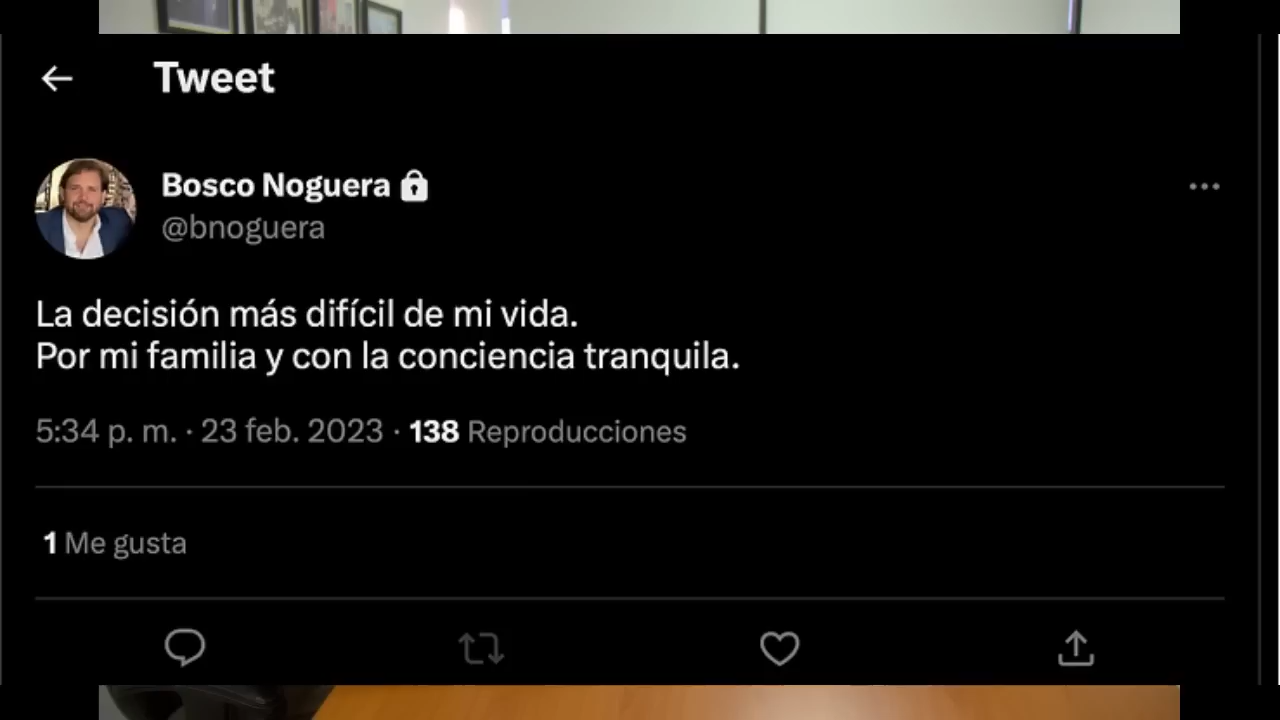 Tweet
Bosco Noguera
@bnoguera
La decisión más difícil de mi vida.
Por mi familia y con la conciencia tranquila.
5:34 p. m. · 23 feb. 2023 · 138 Reproducciones
1 Me gusta